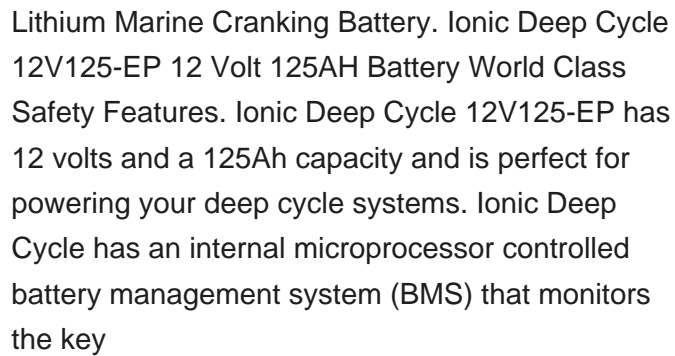 Lithium Marine Cranking Battery. Ionic Deep Cycle
12V125-EP 12 Volt 125AH Battery World Class
Safety Features. Ionic Deep Cycle 12V125-EP has
12 volts and a 125Ah capacity and is perfect for
powering your deep cycle systems. Ionic Deep
Cycle has an internal microprocessor controlled
battery management system (BMS) that monitors
the key